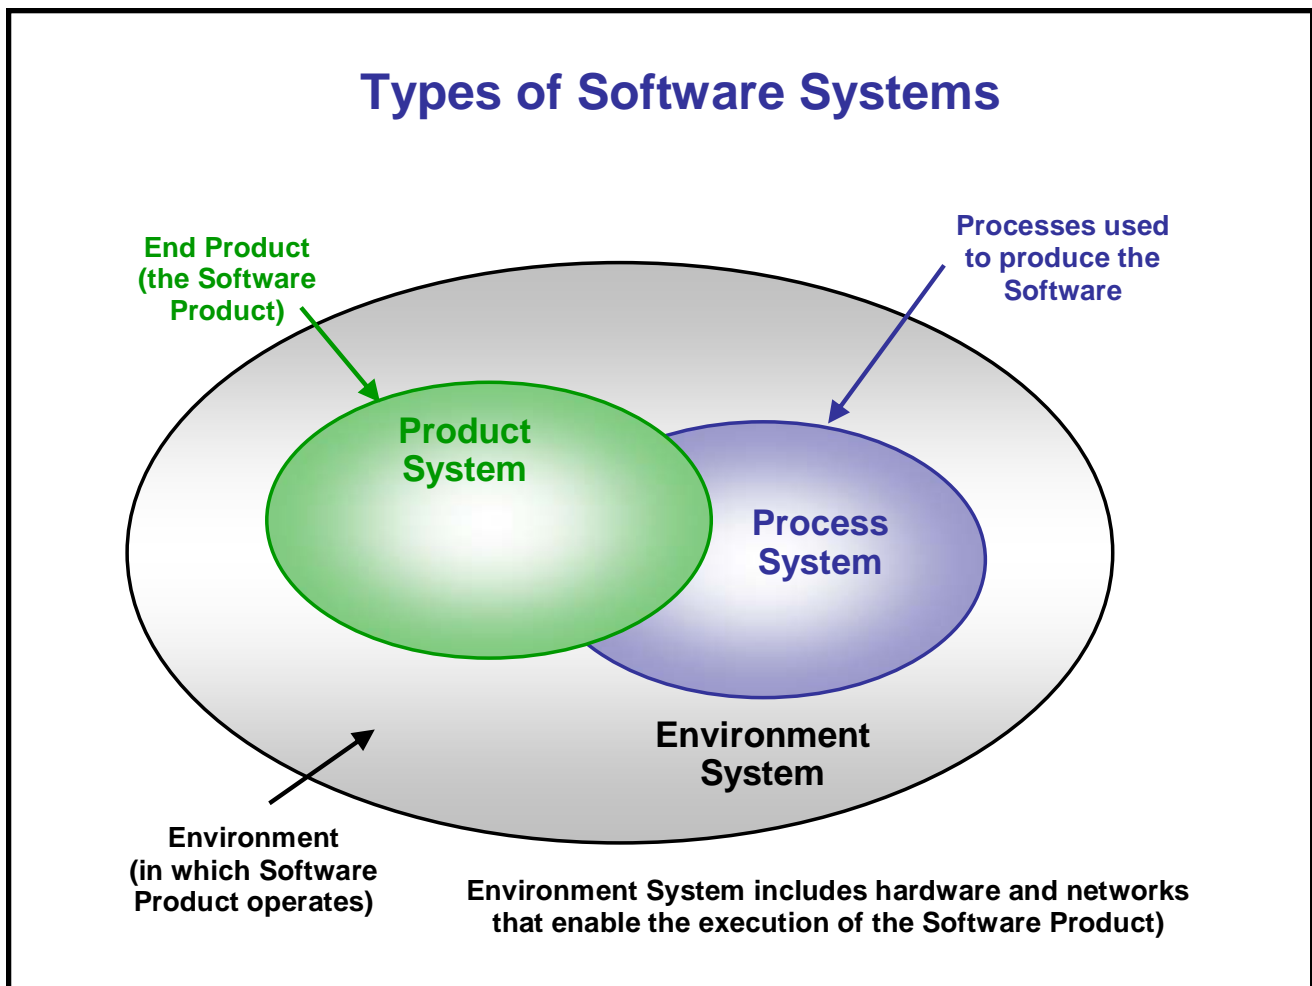 Types of Software Systems
End Product
(the Software
Product)
Processes used
to produce the
Software
Product
System
Process
System
Environment
System
Environment
(in which Software
Product operates)
Environment System includes hardware and networks
that enable the execution of the Software Product)